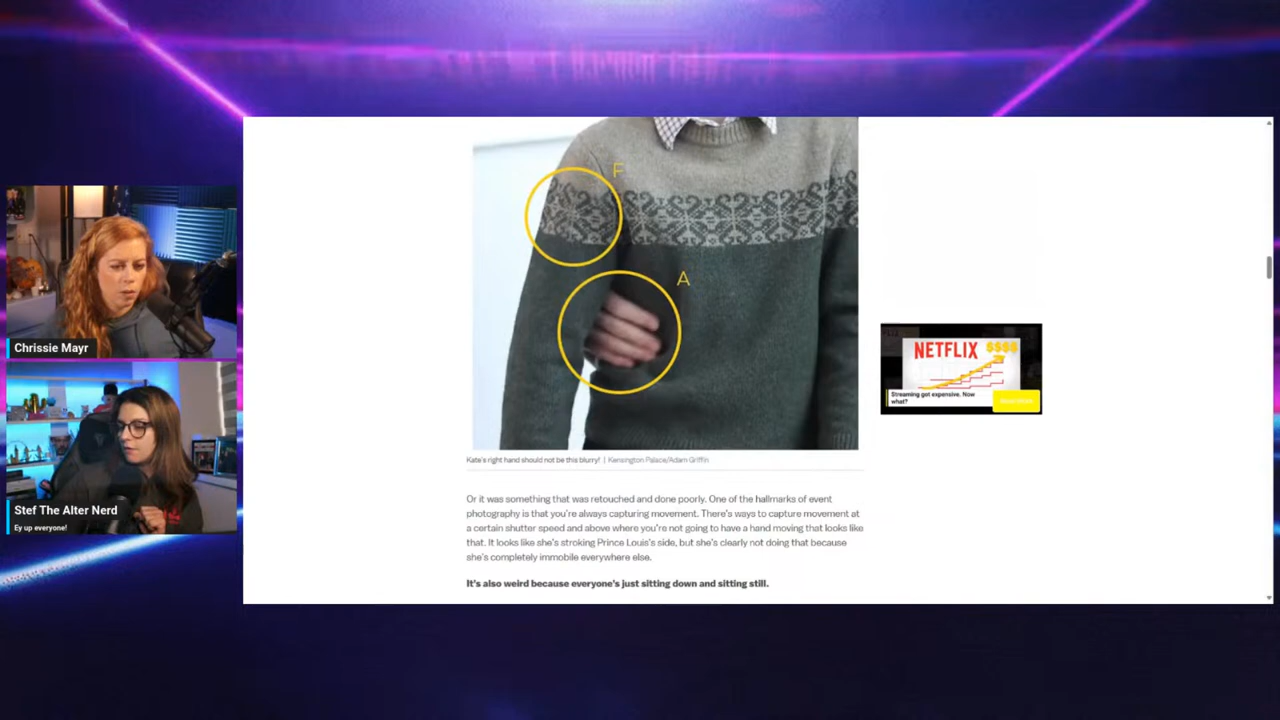 F
A
NETFLIX $$$$
Streaming got expensive. Now
what?
Chrissie Mayr
Kate's right hand should not be this blurry! | Kensington Palace/Adam Griffin
Or it was something that was retouched and done poorly. One of the hallmarks of event
photography is that you're always capturing movement. There's ways to capture movement at
a certain shutter speed and above where you're not going to have a hand moving that looks like
that. It looks like she's stroking Prince Louis's side, but she's clearly not doing that because
she's completely immobile everywhere else.
Stef The Alter Nerd
Ey up everyone!
It's also weird because everyone's just sitting down and sitting still.